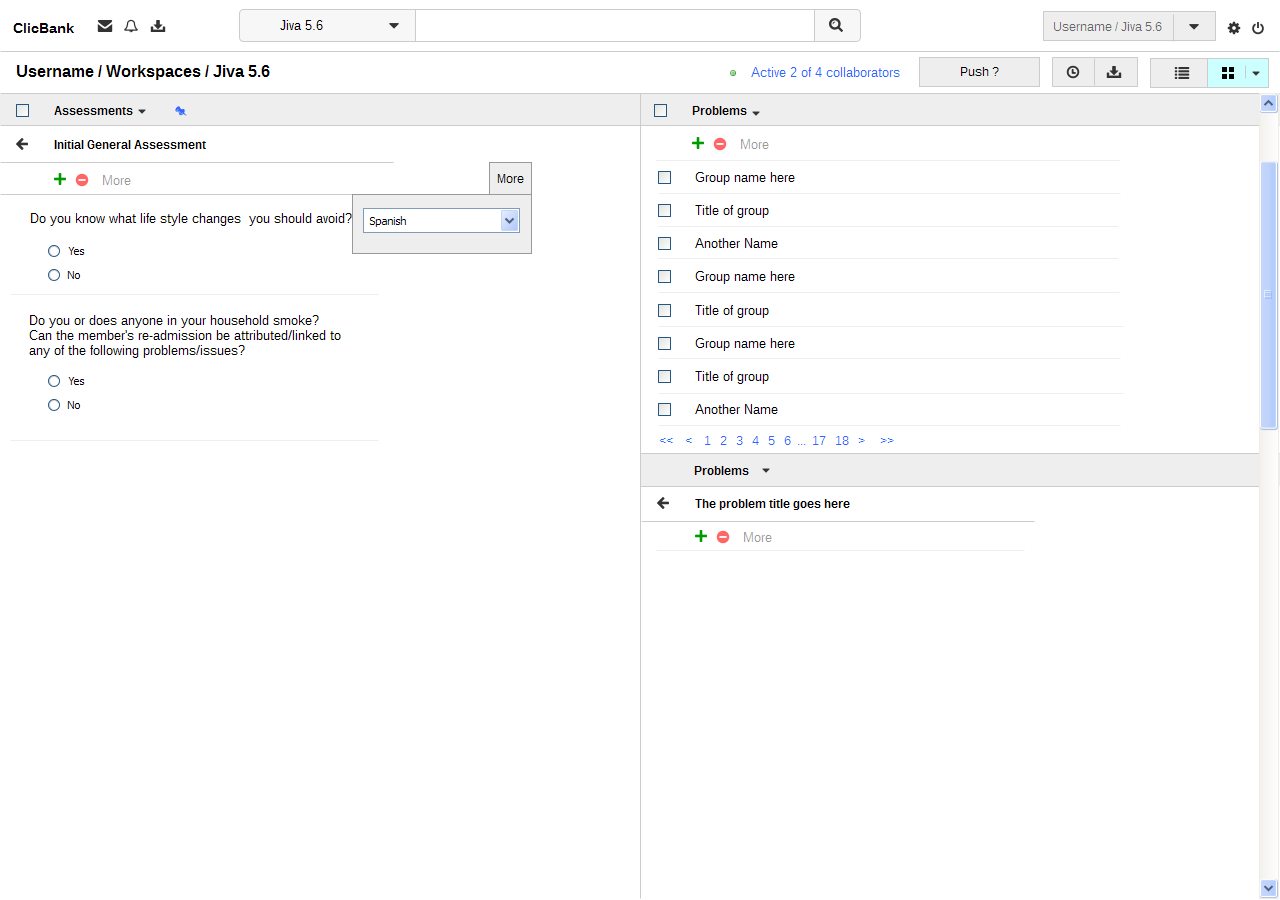 ClicBank
Jiva 5.6
Username / Jiva 5.6
Username / Workspaces / Jiva 5.6
Active 2 of 4 collaborators
Push ?
Assessments
Initial General Assessment
More
More
Spanish
Do you know what life style changes  you should avoid?
Yes
No
Do you or does anyone in your household smoke?
Can the member's re-admission be attributed/linked to
any of the following problems/issues?
Yes
No
Problems
More
Group name here
Title of group
Another Name
Group name here
Title of group
Group name here
Title of group
Another Name
<< < 1 2 3 4 5 6 ... 17 18 > >>
Problems
The problem title goes here
More